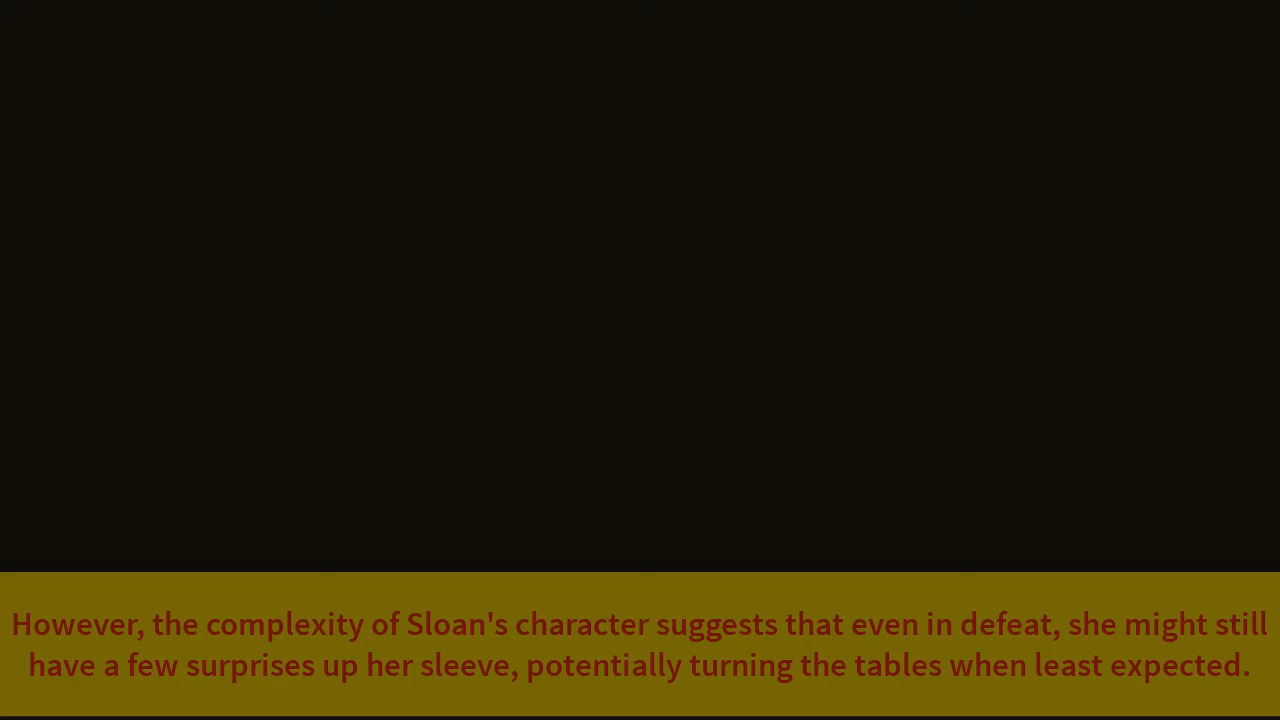 However, the complexity of Sloan's character suggests that even in defeat, she might still
have a few surprises up her sleeve, potentially turning the tables when least expected.